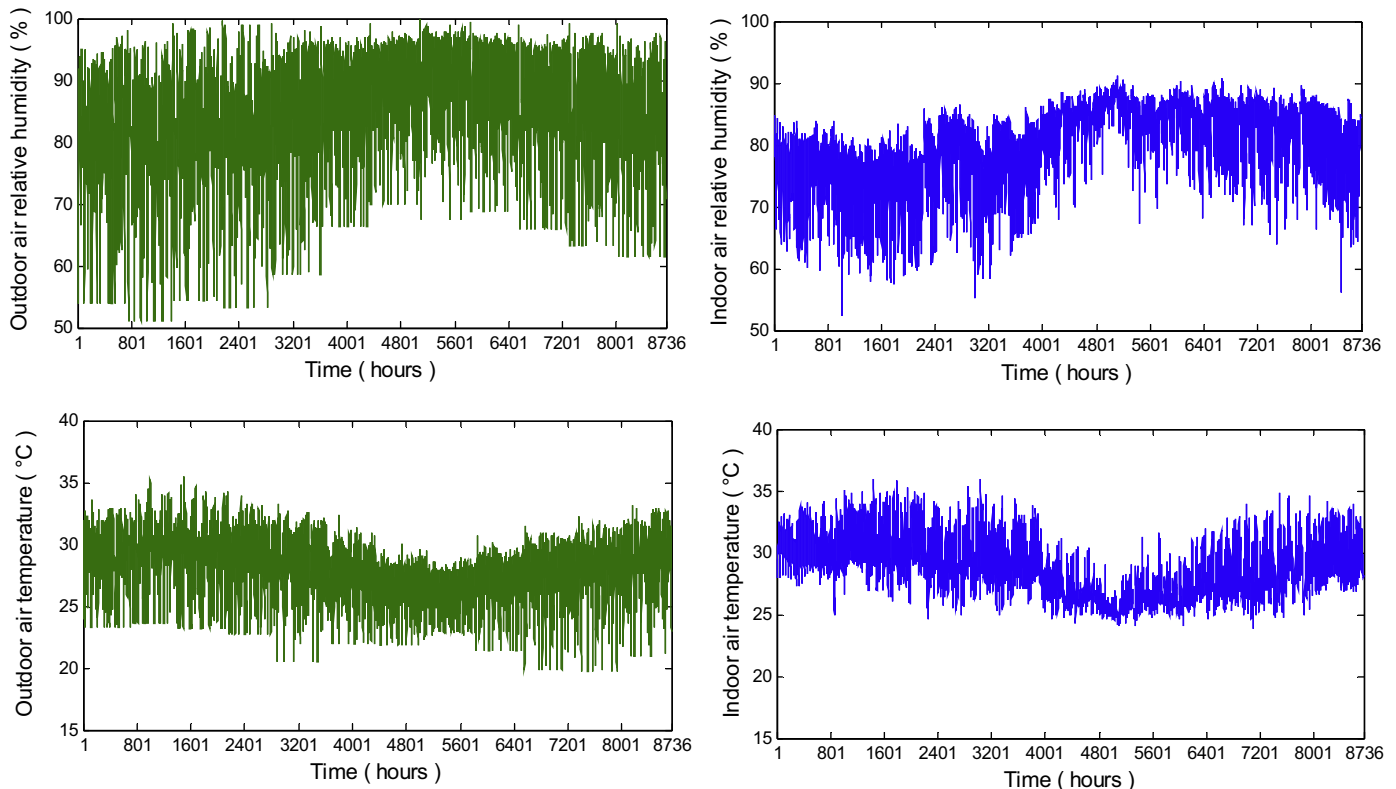 Outdoor air relative humidity ( % )
100
90
80
70
60
50
1 801 1601 2401 3201 4001 4801 5601 6401 7201 8001 8736
Time ( hours )
Indoor air relative humidity ( % )
100
90
80
70
60
50
1 801 1601 2401 3201 4001 4801 5601 6401 7201 8001 8736
Time ( hours )
Outdoor air temperature ( °C )
40
35
30
25
20
15
1 801 1601 2401 3201 4001 4801 5601 6401 7201 8001 8736
Time ( hours )
Indoor air temperature ( °C )
40
35
30
25
20
15
1 801 1601 2401 3201 4001 4801 5601 6401 7201 8001 8736
Time ( hours )